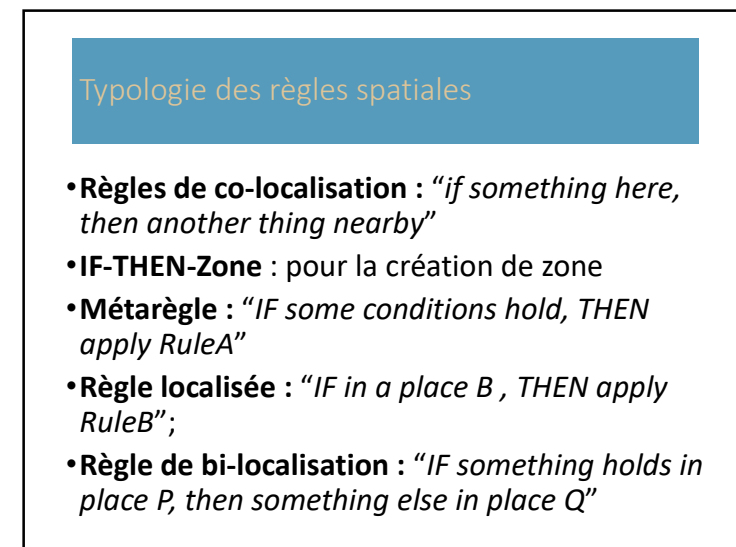 Typologie des règles spatiales
•Règles de co-localisation : “if something here,
then another thing nearby”
•IF-THEN-Zone : pour la création de zone
•Métarègle : “IF some conditions hold, THEN
apply RuleA”
•Règle localisée : “IF in a place B , THEN apply
RuleB”;
•Règle de bi-localisation : “IF something holds in
place P, then something else in place Q”